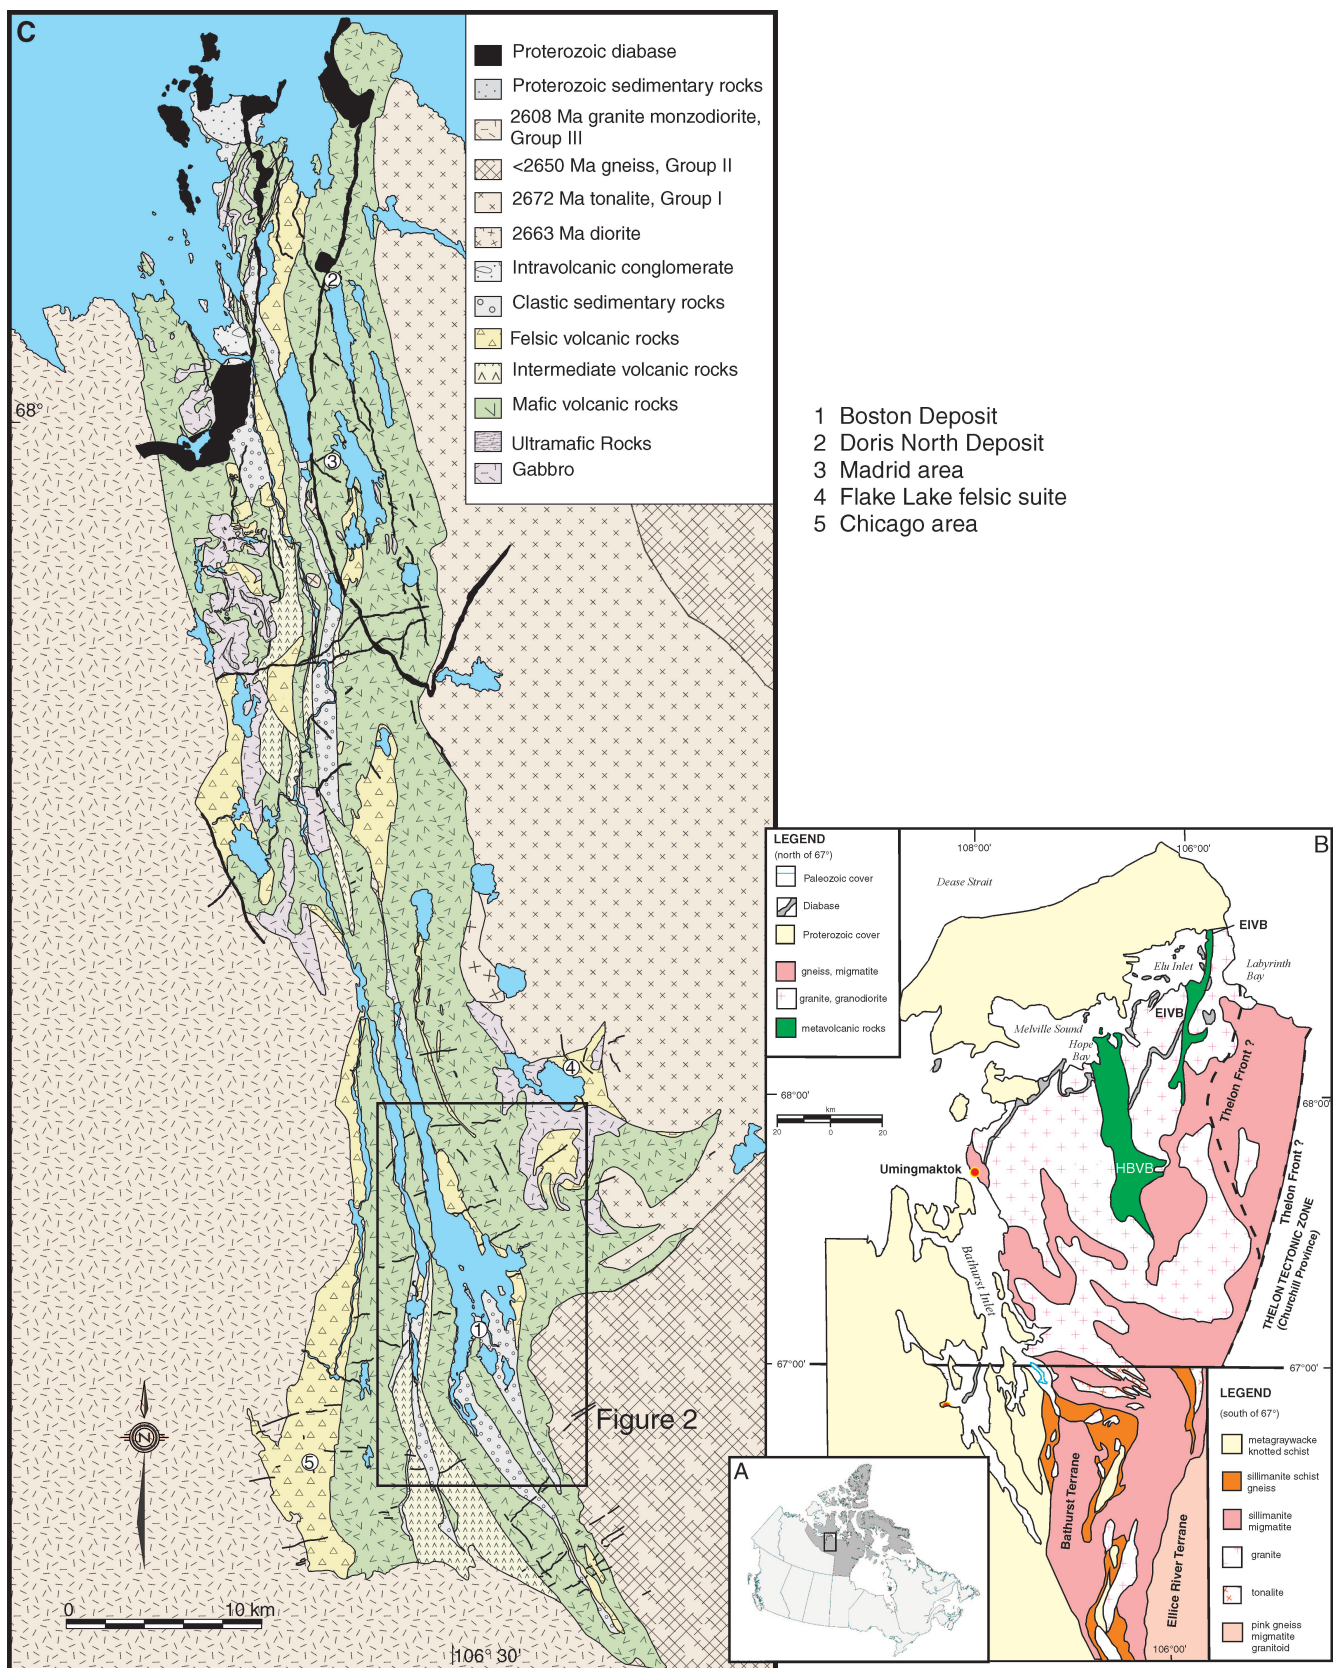 C
Proterozoic diabase
Proterozoic sedimentary rocks
2608 Ma granite monzodiorite,
Group III
<2650 Ma gneiss, Group II
2672 Ma tonalite, Group I
2663 Ma diorite
Intravolcanic conglomerate
Clastic sedimentary rocks
Felsic volcanic rocks
Intermediate volcanic rocks
Mafic volcanic rocks
Ultramafic Rocks
Gabbro
68°
2
3
4
1
5
Figure 2
N
0 10 km
106° 30'
1 Boston Deposit
2 Doris North Deposit
3 Madrid area
4 Flake Lake felsic suite
5 Chicago area
B
LEGEND
(north of 67°)
Paleozoic cover
Diabase
Proterozoic cover
gneiss, migmatite
granite, granodiorite
metavolcanic rocks
108°00'
106°00'
Dease Strait
EIVB
Elu Inlet
Labyrinth
Bay
EIVB
Melville Sound
Hope
Bay
68°00'
68°00'
km
20 0 20
Thelon Front ?
HBVB
Umingmaktok
Bathurst Inlet
Thelon Front ?
THELON TECTONIC ZONE
(Churchill Province)
67°00'
67°00'
LEGEND
(south of 67°)
metagraywacke
knotted schist
sillimanite schist
gneiss
sillimanite
migmatite
granite
tonalite
pink gneiss
migmatite
granitoid
Bathurst Terrane
Ellice River Terrane
106°00'
A